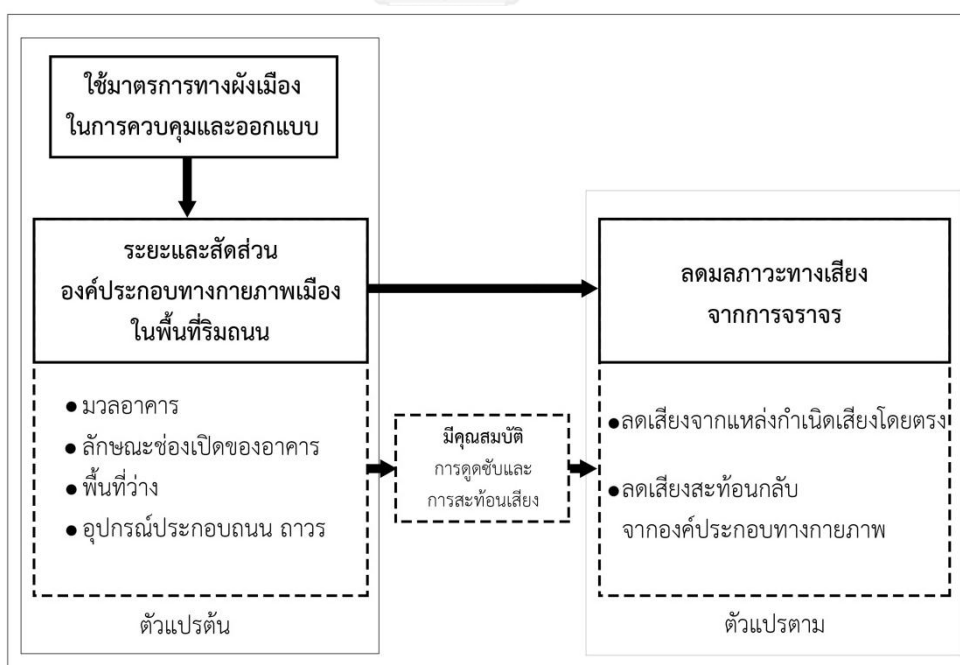 ใช้มาตรการทางผังเมือง
ในการควบคุมและออกแบบ
ระยะและสัดส่วน
องค์ประกอบทางกายภาพเมือง
ในพื้นที่ริมถนน
● มวลอาคาร
● ลักษณะช่องเปิดของอาคาร
● พื้นที่ว่าง
● อุปกรณ์ประกอบถนน ถาวร
ตัวแปรต้น
มีคุณสมบัติ
การดูดซับและ
การสะท้อนเสียง
ลดมลภาวะทางเสียง
จากการจราจร
●ลดเสียงจากแหล่งกำเนิดเสียงโดยตรง
●ลดเสียงสะท้อนกลับ
จากองค์ประกอบทางกายภาพ
ตัวแปรตาม